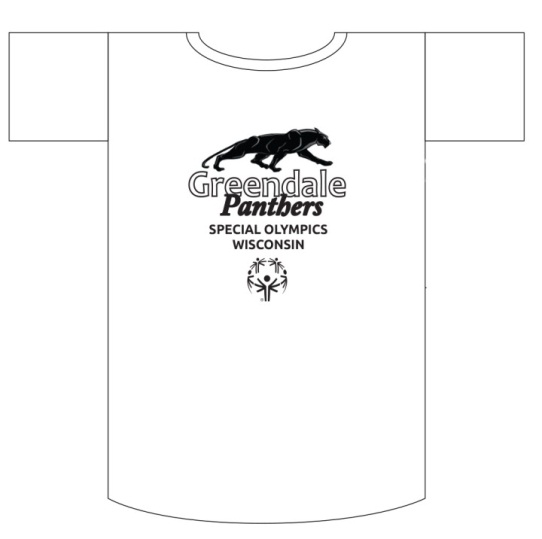 Greendale
Panthers
SPECIAL OLYMPICS
WISCONSIN